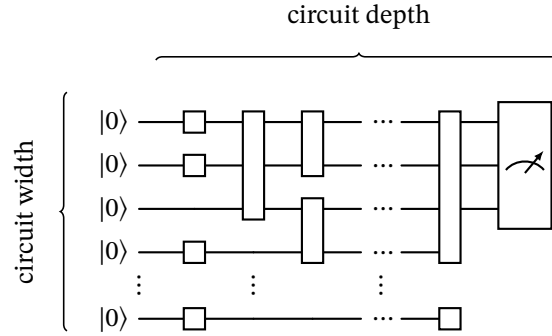 circuit depth
circuit width
|0⟩
|0⟩ ...
|0⟩
|0⟩ ...
⋮ ⋮ ⋮
|0⟩ ...